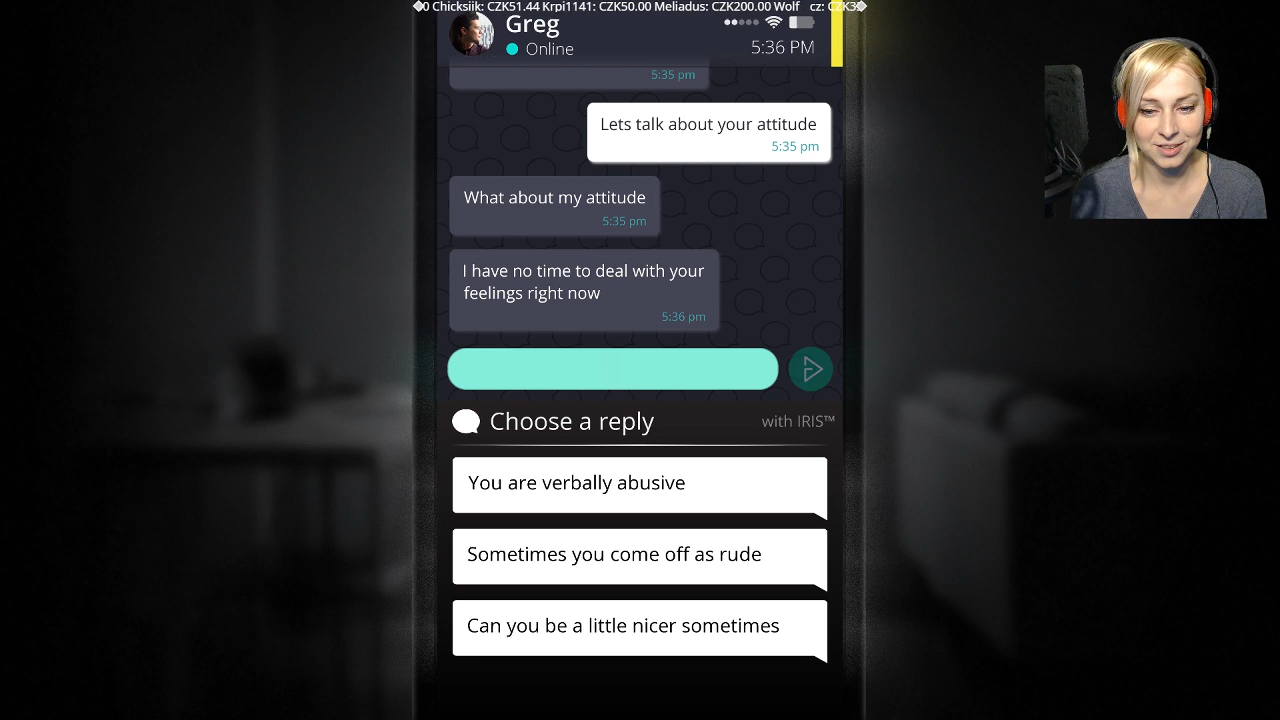 0 Chicksiik: CZK51.44 Krpi1141: CZK50.00 Meliadus: CZK200.00 Wolf cz:
Greg
Online
5:36 PM
5:35 pm
Lets talk about your attitude
5:35 pm
What about my attitude
5:35 pm
I have no time to deal with your
feelings right now
5:36 pm
Choose a reply
with IRIS™
You are verbally abusive
Sometimes you come off as rude
Can you be a little nicer sometimes